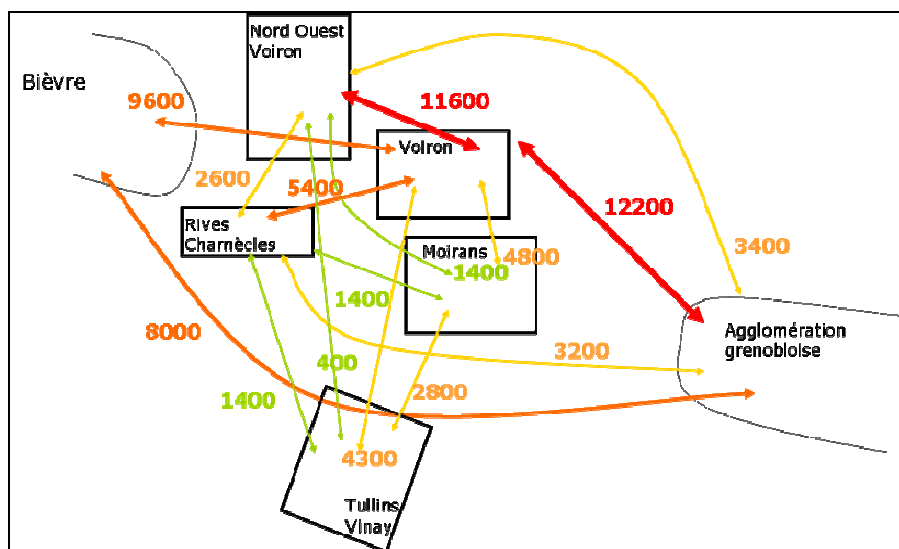 Nord Ouest
Voiron
Bièvre
9600
11600
Voiron
2600
5400
12200
Rives
Charnècles
Moirans
4800
3400
1400
1400
8000
Agglomération
grenobloise
3200
400
1400
2800
4300
Tullins
Vinay